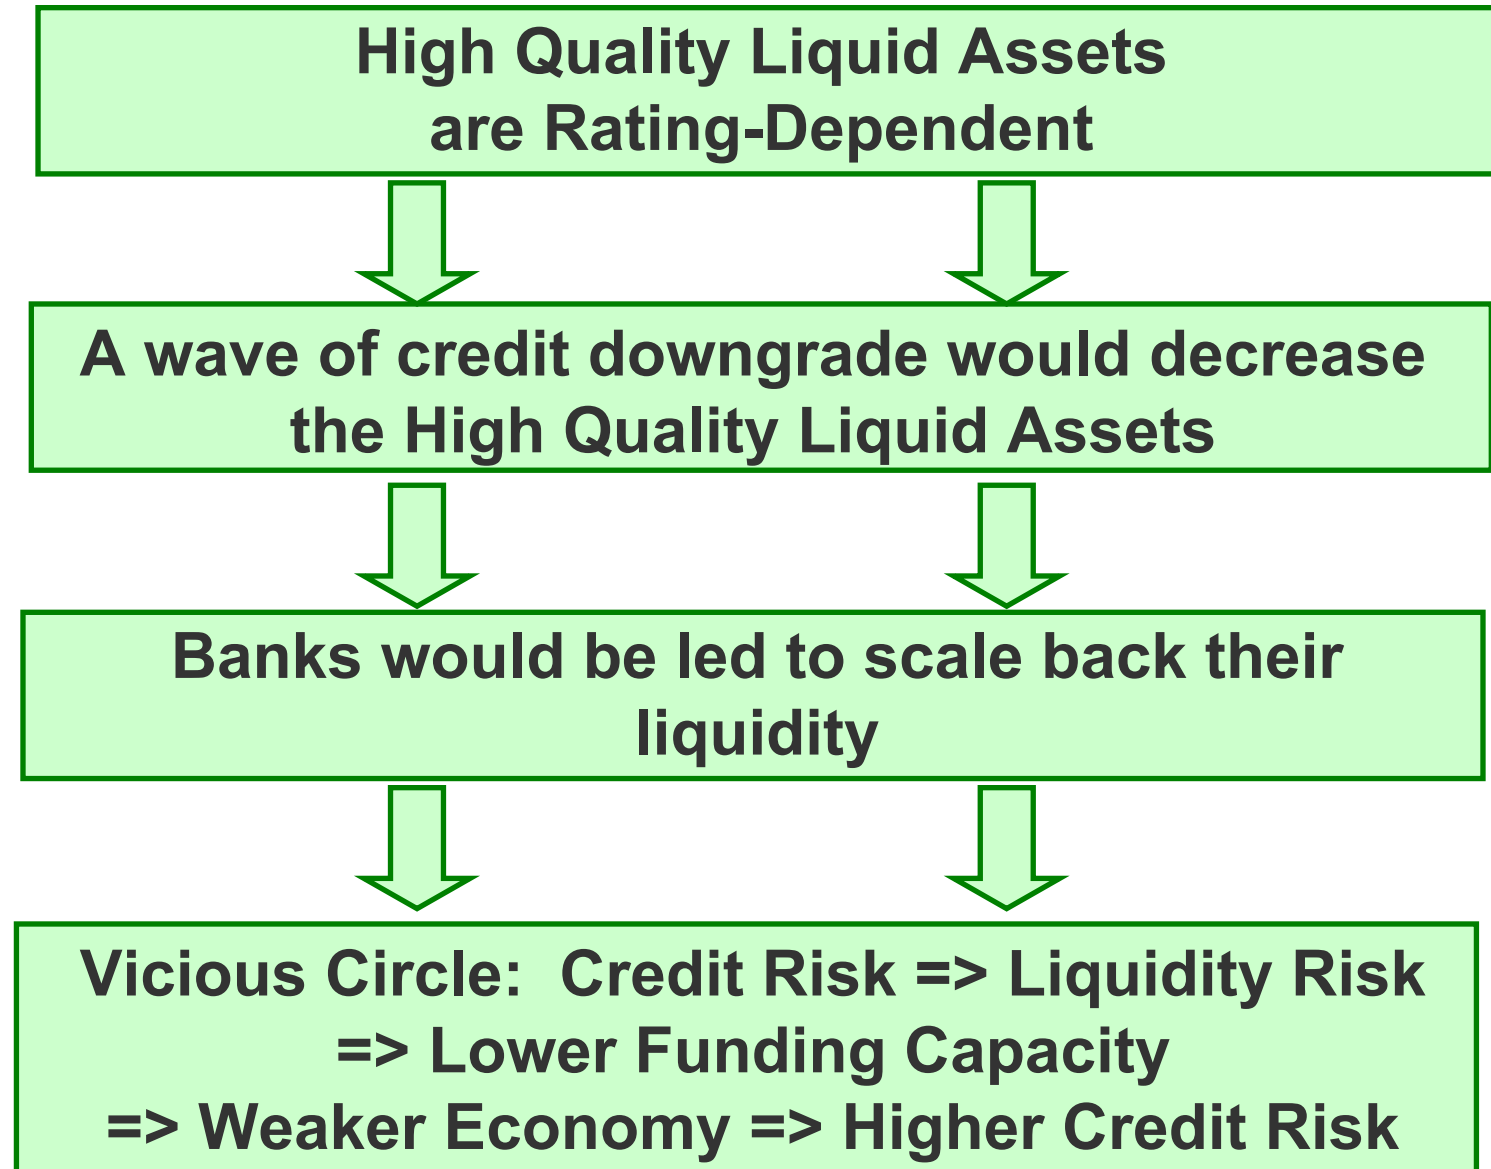 High Quality Liquid Assets
are Rating-Dependent
A wave of credit downgrade would decrease
the High Quality Liquid Assets
Banks would be led to scale back their
liquidity
Vicious Circle:  Credit Risk => Liquidity Risk
=> Lower Funding Capacity
=> Weaker Economy => Higher Credit Risk